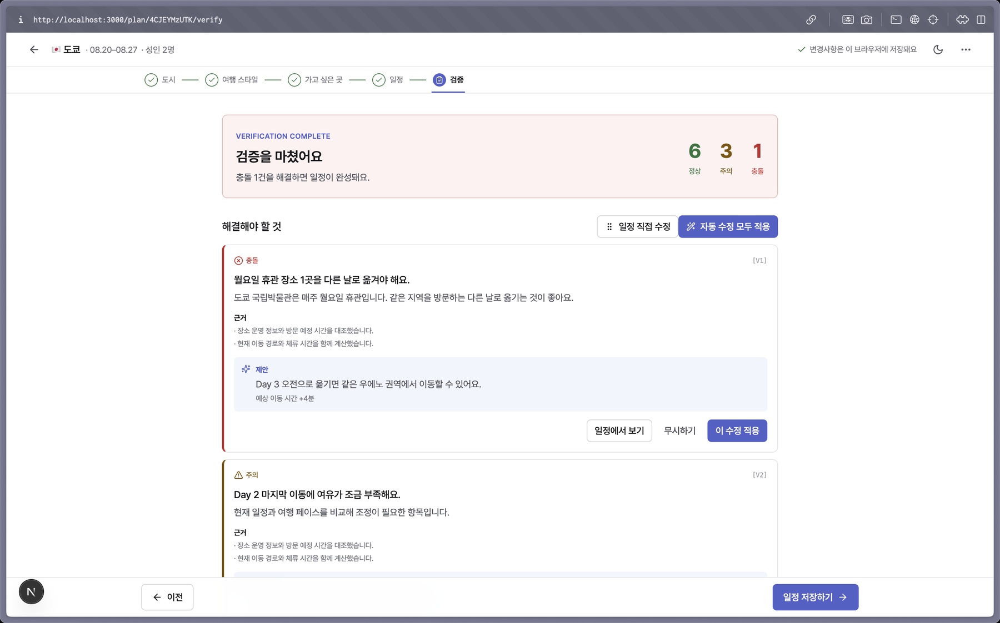 http://localhost:3000/plan/4CJEYMzUTK/verify
도쿄 · 08.20–08.27 · 성인 2명
변경사항은 이 브라우저에 저장돼요
도시
여행 스타일
가고 싶은 곳
일정
검증
VERIFICATION COMPLETE
검증을 마쳤어요
충돌 1건을 해결하면 일정이 완성돼요.
6 3 1
정상 주의 충돌
해결해야 할 것
일정 직접 수정
자동 수정 모두 적용
충돌
[V1]
월요일 휴관 장소 1곳을 다른 날로 옮겨야 해요.
도쿄 국립박물관은 매주 월요일 휴관입니다. 같은 지역을 방문하는 다른 날로 옮기는 것이 좋아요.
근거
· 장소 운영 정보와 방문 예정 시간을 대조했습니다.
· 현재 이동 경로와 체류 시간을 함께 계산했습니다.
제안
Day 3 오전으로 옮기면 같은 우에노 권역에서 이동할 수 있어요.
예상 이동 시간 +4분
일정에서 보기
무시하기
이 수정 적용
주의
[V2]
Day 2 마지막 이동에 여유가 조금 부족해요.
현재 일정과 여행 페이스를 비교해 조정이 필요한 항목입니다.
근거
· 장소 운영 정보와 방문 예정 시간을 대조했습니다.
· 현재 이동 경로와 체류 시간을 함께 계산했습니다.
N
이전
일정 저장하기